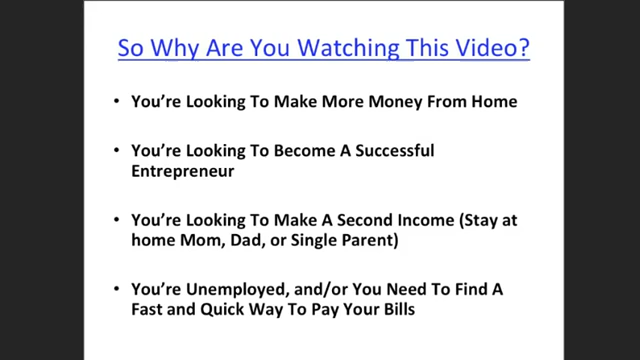 So Why Are You Watching This Video?
• You're Looking To Make More Money From Home
• You're Looking To Become A Successful
Entrepreneur
• You're Looking To Make A Second Income (Stay at
home Mom, Dad, or Single Parent)
• You're Unemployed, and/or You Need To Find A
Fast and Quick Way To Pay Your Bills